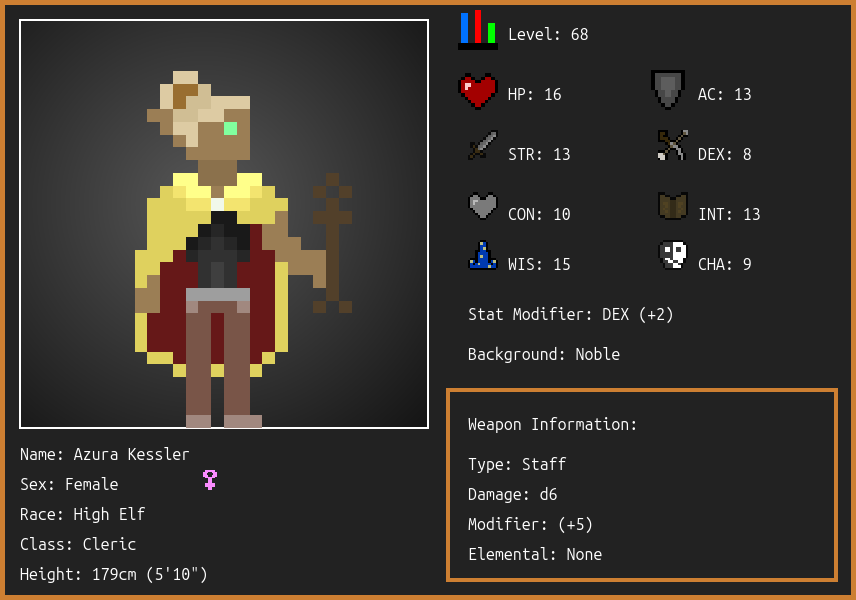 Level: 68
HP: 16
AC: 13
STR: 13
DEX: 8
CON: 10
INT: 13
WIS: 15
CHA: 9
Stat Modifier: DEX (+2)
Background: Noble
Weapon Information:
Type: Staff
Damage: d6
Modifier: (+5)
Elemental: None
Name: Azura Kessler
Sex: Female
Race: High Elf
Class: Cleric
Height: 179cm (5'10")